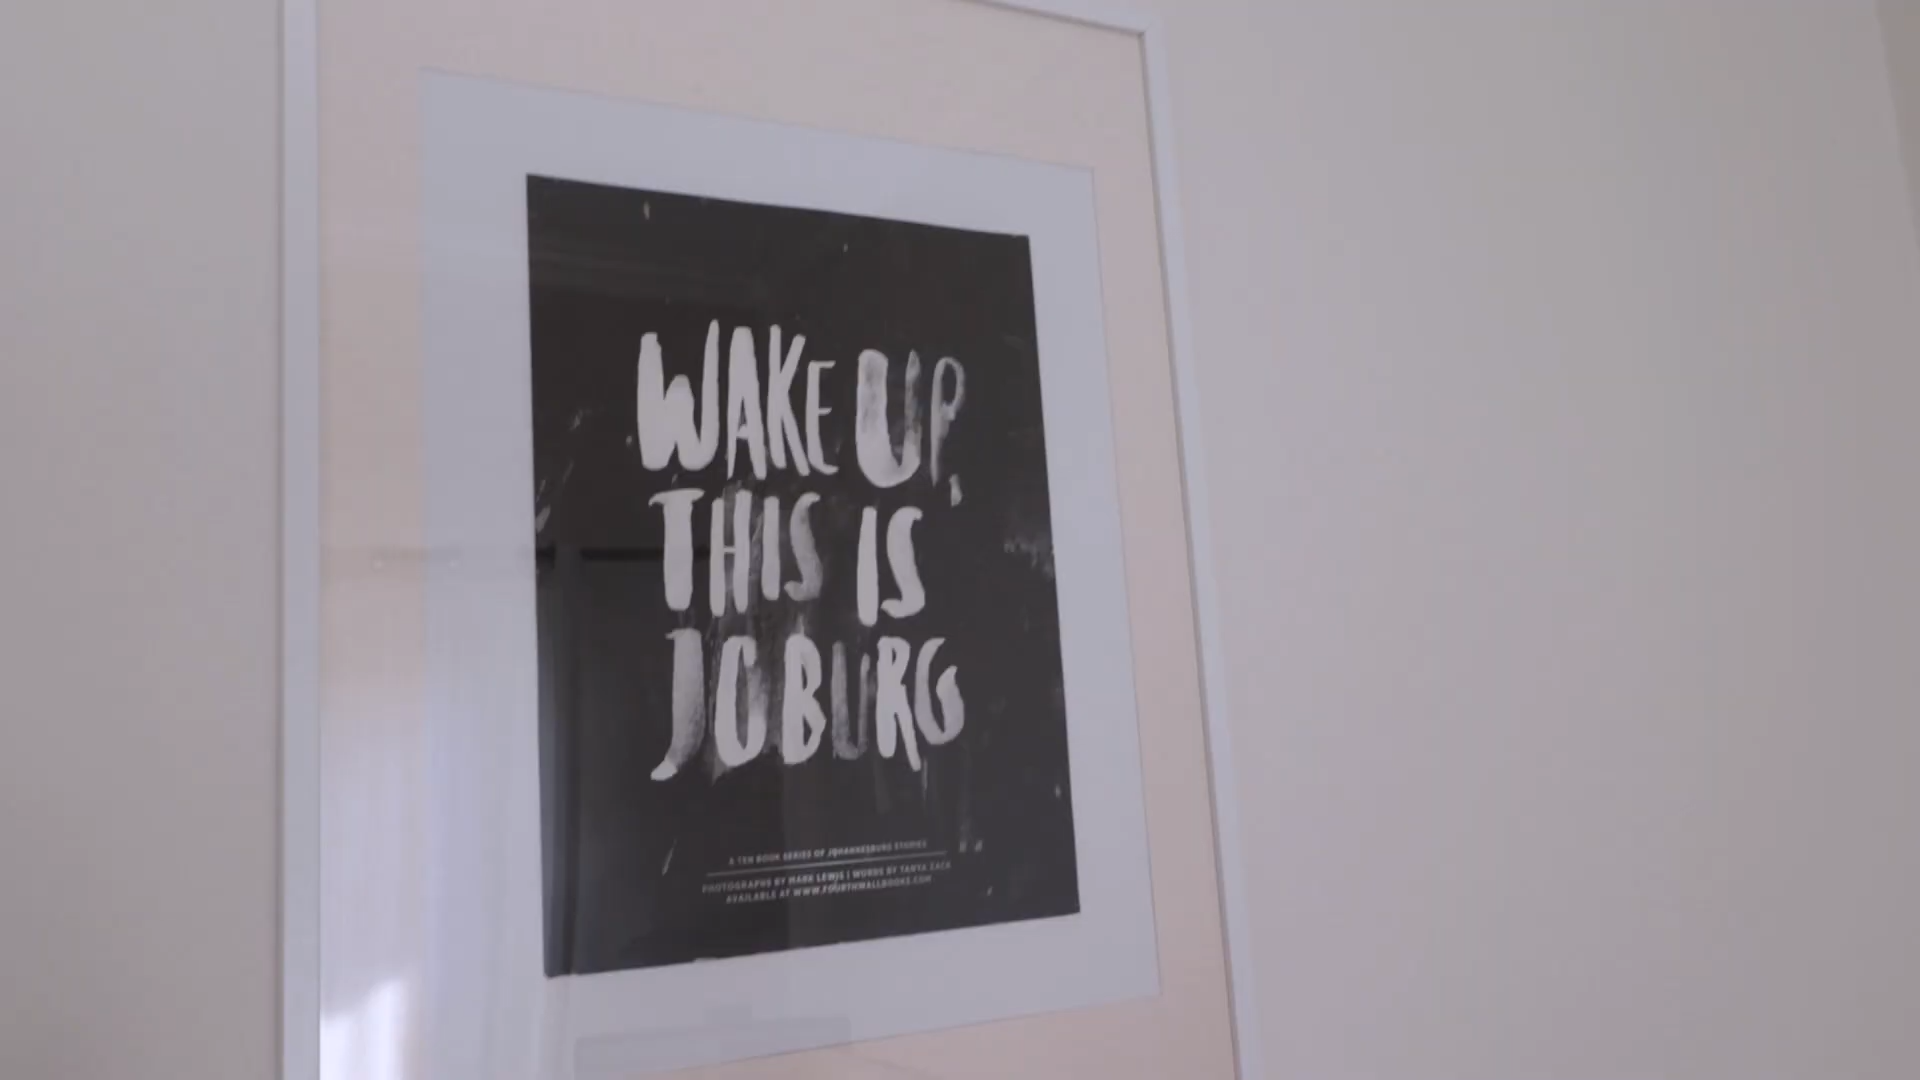 WAKE UP,
THIS IS
JOBURG
A TEN BOOK SERIES OF JOHANNESBURG STORIES
PHOTOGRAPHS BY MARK LEWIS | WORDS BY TANYA ZACK
AVAILABLE AT WWW.FOURTHWALLBOOKS.COM